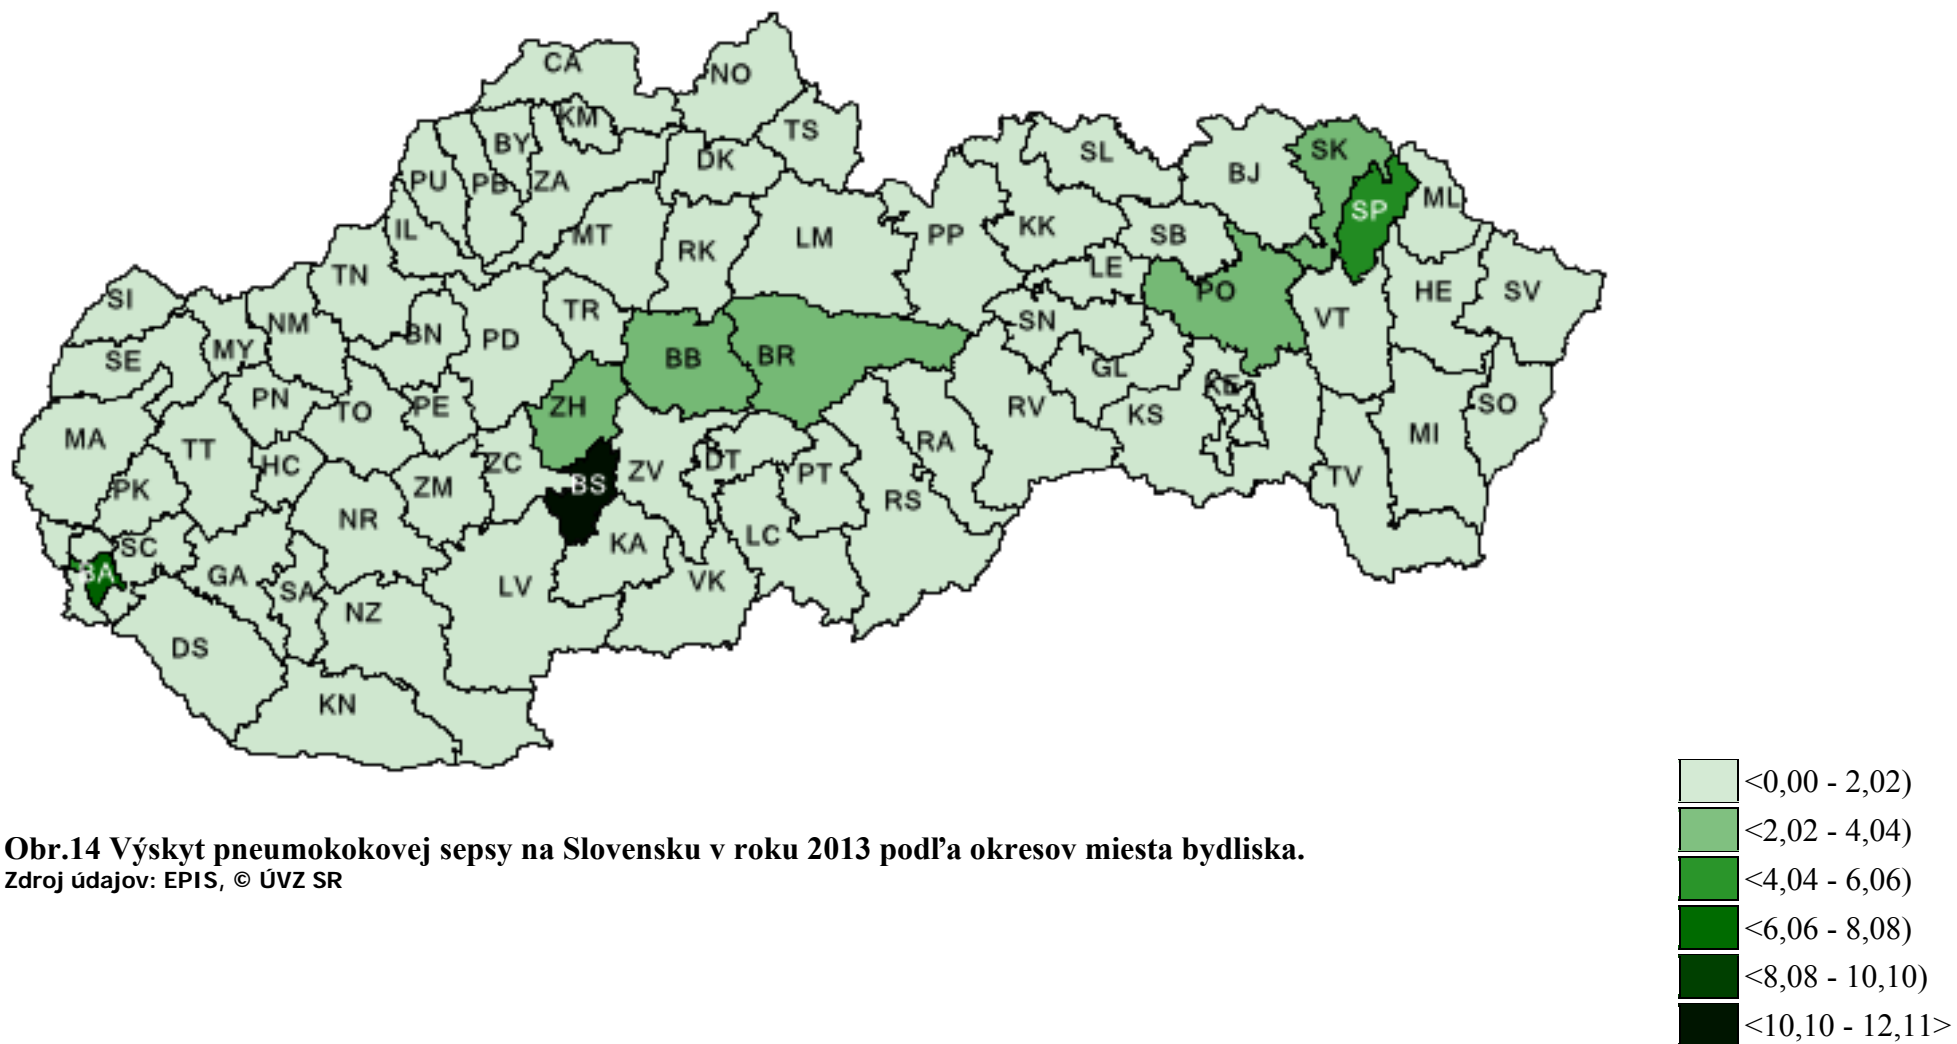 CA
NO
KM
TS
BY
DK
SL
SK
PU
PB
ZA
BJ
ML
SP
IL
MT
RK
LM
PP
KK
SB
TN
LE
SI
TR
PO
HE
SV
NM
BN
PD
SN
VT
SE
MY
BB
BR
GL
KE
PN
TO
PE
ZH
RV
KS
SO
MA
TT
HC
ZC
RA
MI
PK
ZM
BS
ZV
DT
PT
RS
TV
NR
SC
KA
LC
BA
GA
SA
LV
VK
NZ
DS
KN
<0,00 - 2,02)
<2,02 - 4,04)
<4,04 - 6,06)
<6,06 - 8,08)
<8,08 - 10,10)
<10,10 - 12,11>
Obr.14 Výskyt pneumokokovej sepsy na Slovensku v roku 2013 podľa okresov miesta bydliska.
Zdroj údajov: EPIS, © ÚVZ SR